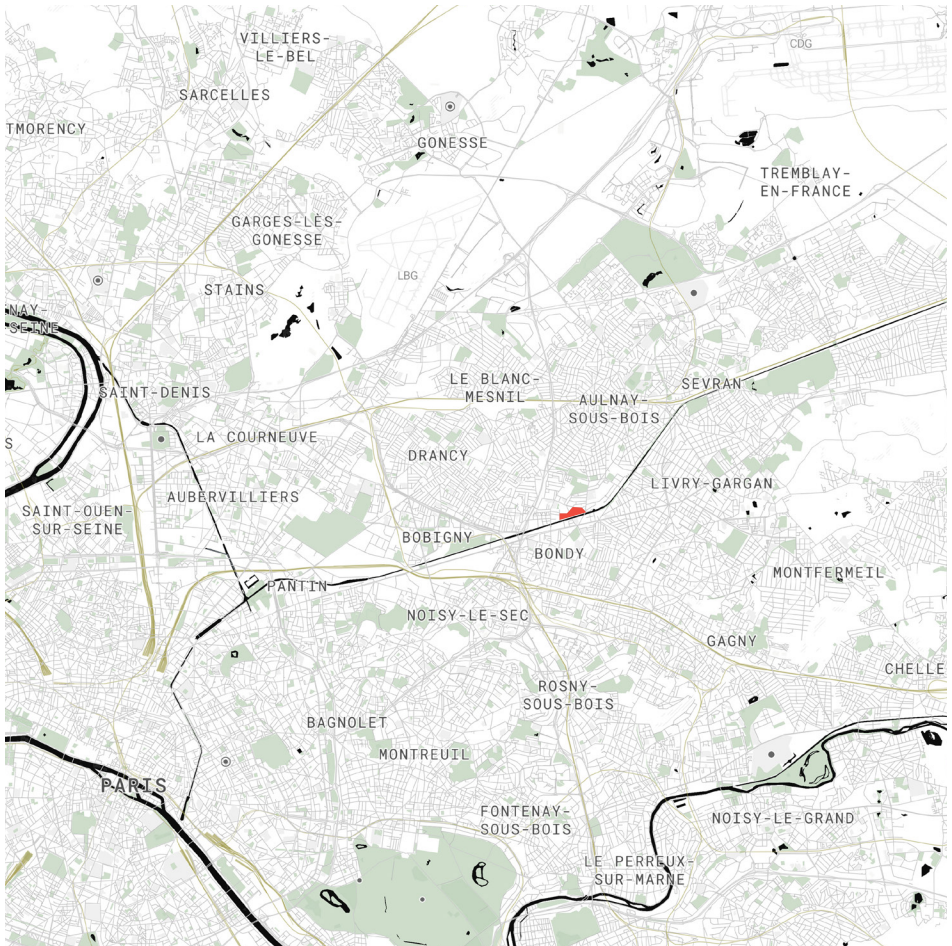 VILLIERS-
LE-BEL
CDG
SARCELLES
TMORENCY
GONESSE
TREMBLAY-
EN-FRANCE
GARGES-LÈS-
GONESSE
LBG
STAINS
NAY-
SEINE
LE BLANC-
MESNIL
SEVRAN
SAINT-DENIS
AULNAY-
SOUS-BOIS
S
LA COURNEUVE
DRANCY
LIVRY-GARGAN
AUBERVILLIERS
SAINT-OUEN-
SUR-SEINE
BOBIGNY
BONDY
MONTFERMEIL
PANTIN
NOISY-LE-SEC
GAGNY
CHELLE
ROSNY-
SOUS-BOIS
BAGNOLET
MONTREUIL
PARIS
FONTENAY-
SOUS-BOIS
NOISY-LE-GRAND
LE PERREUX-
SUR-MARNE